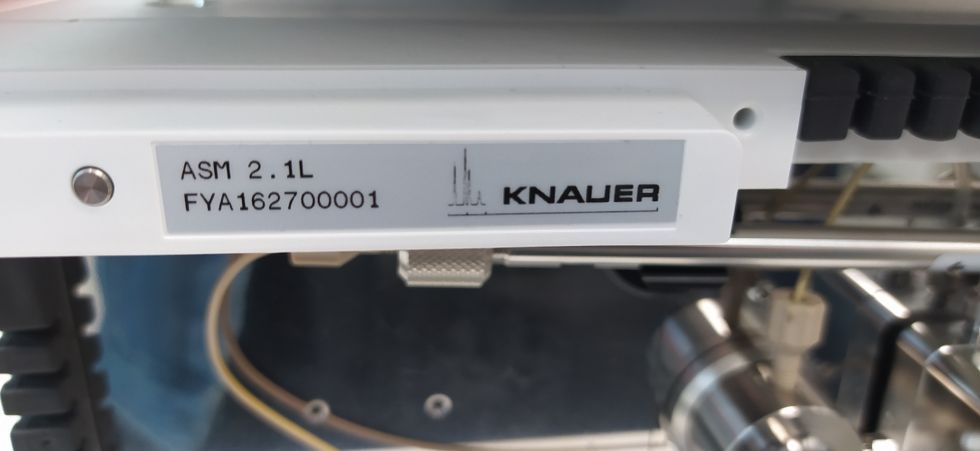 ASM 2.1L
FYA162700001
KNAUER